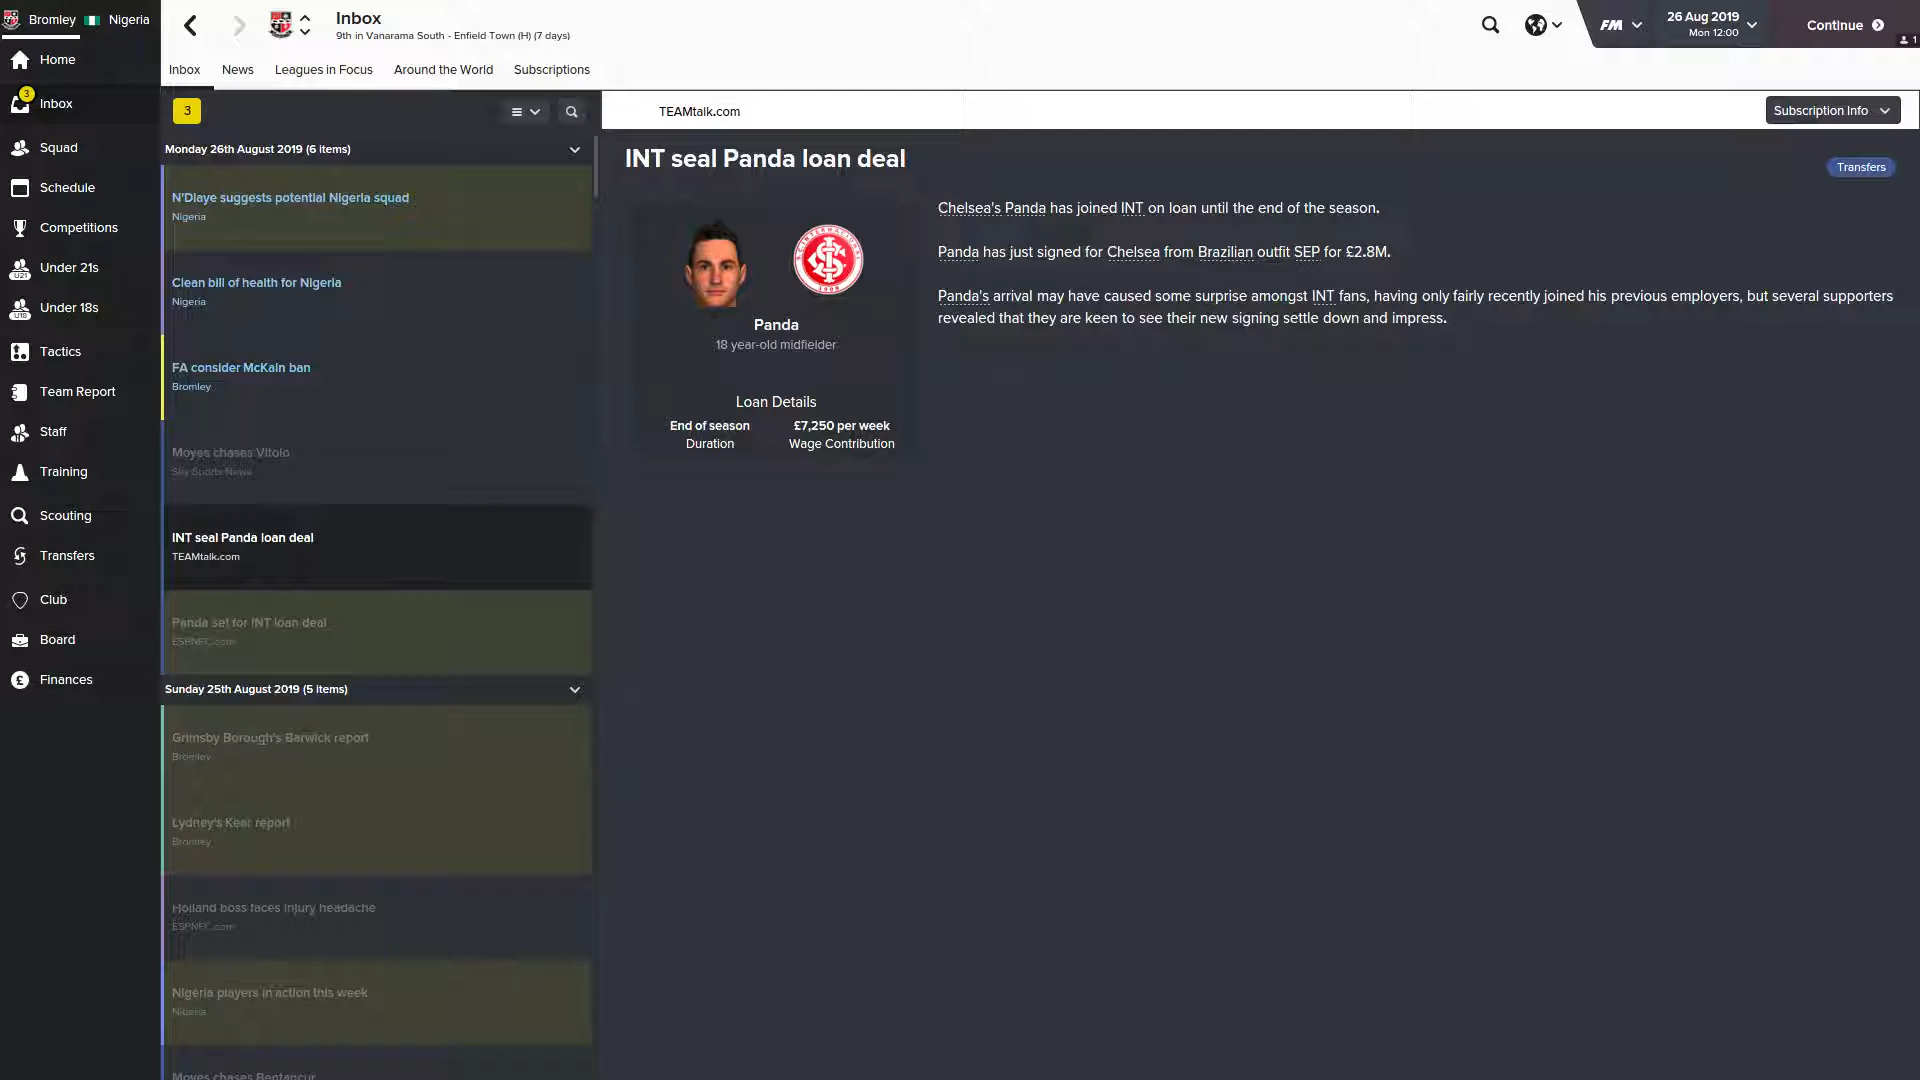 Bromley Nigeria
Home
3
Inbox
Squad
Schedule
Competitions
Under 21s
U21
Under 18s
U18
Tactics
Team Report
Staff
Training
Scouting
Transfers
Club
Board
Finances
Inbox
9th in Vanarama South - Enfield Town (H) (7 days)
FM
26 Aug 2019
Mon 12:00
Continue
1
Inbox News Leagues in Focus Around the World Subscriptions
3
Monday 26th August 2019 (6 items)
N'Diaye suggests potential Nigeria squad
Nigeria
Clean bill of health for Nigeria
Nigeria
FA consider McKain ban
Bromley
Moyes chases Vitolo
Sky Sports News
INT seal Panda loan deal
TEAMtalk.com
Panda set for INT loan deal
ESPNFC.com
Sunday 25th August 2019 (5 items)
Grimsby Borough's Barwick report
Bromley
Lydney's Kear report
Bromley
Holland boss faces injury headache
ESPNFC.com
Nigeria players in action this week
Nigeria
Moyes chases Bentancur
TEAMtalk.com
Subscription Info
INT seal Panda loan deal
Transfers
Panda
18 year-old midfielder
Loan Details
End of season £7,250 per week
Duration Wage Contribution
Chelsea's Panda has joined INT on loan until the end of the season.
Panda has just signed for Chelsea from Brazilian outfit SEP for £2.8M.
Panda's arrival may have caused some surprise amongst INT fans, having only fairly recently joined his previous employers, but several supporters
revealed that they are keen to see their new signing settle down and impress.